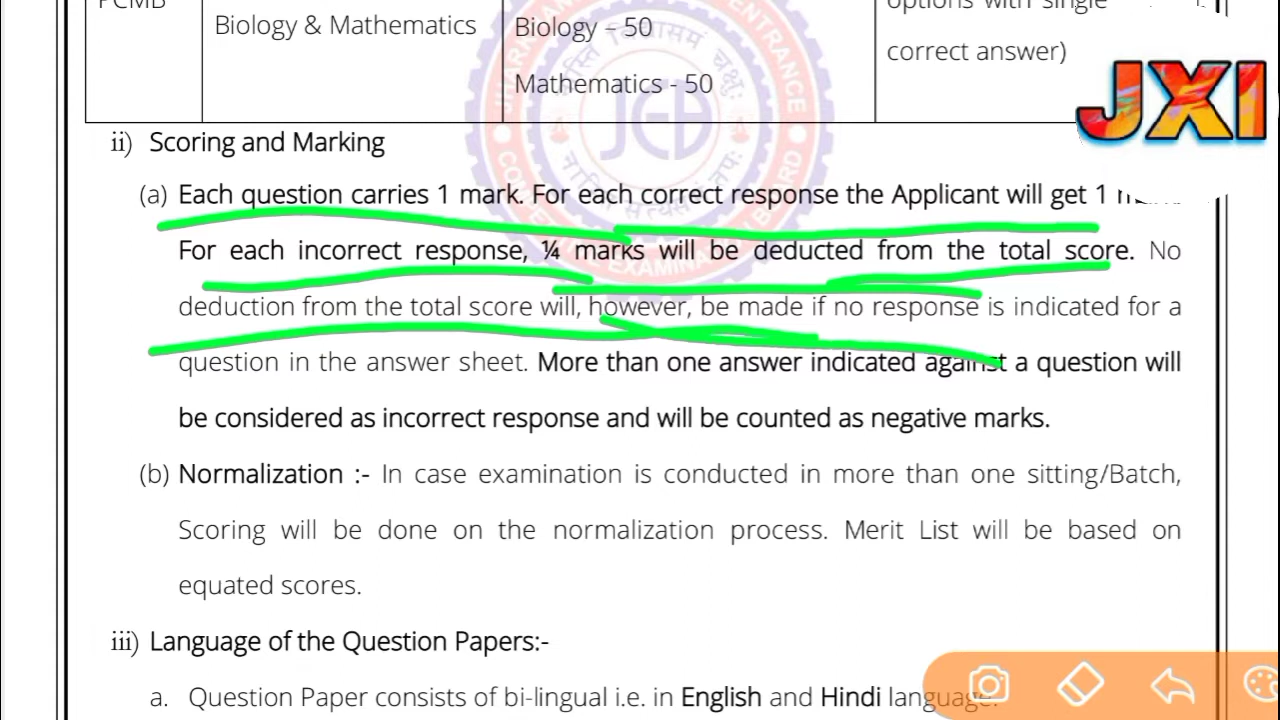 PCMB
Biology & Mathematics
Biology – 50
Mathematics - 50
options with single
correct answer)
JXI
ii) Scoring and Marking
(a) Each question carries 1 mark. For each correct response the Applicant will get 1
For each incorrect response, ¼ marks will be deducted from the total score. No
deduction from the total score will, however, be made if no response is indicated for a
question in the answer sheet. More than one answer indicated against a question will
be considered as incorrect response and will be counted as negative marks.
(b) Normalization :- In case examination is conducted in more than one sitting/Batch,
Scoring will be done on the normalization process. Merit List will be based on
equated scores.
iii) Language of the Question Papers:-
a. Question Paper consists of bi-lingual i.e. in English and Hindi language.